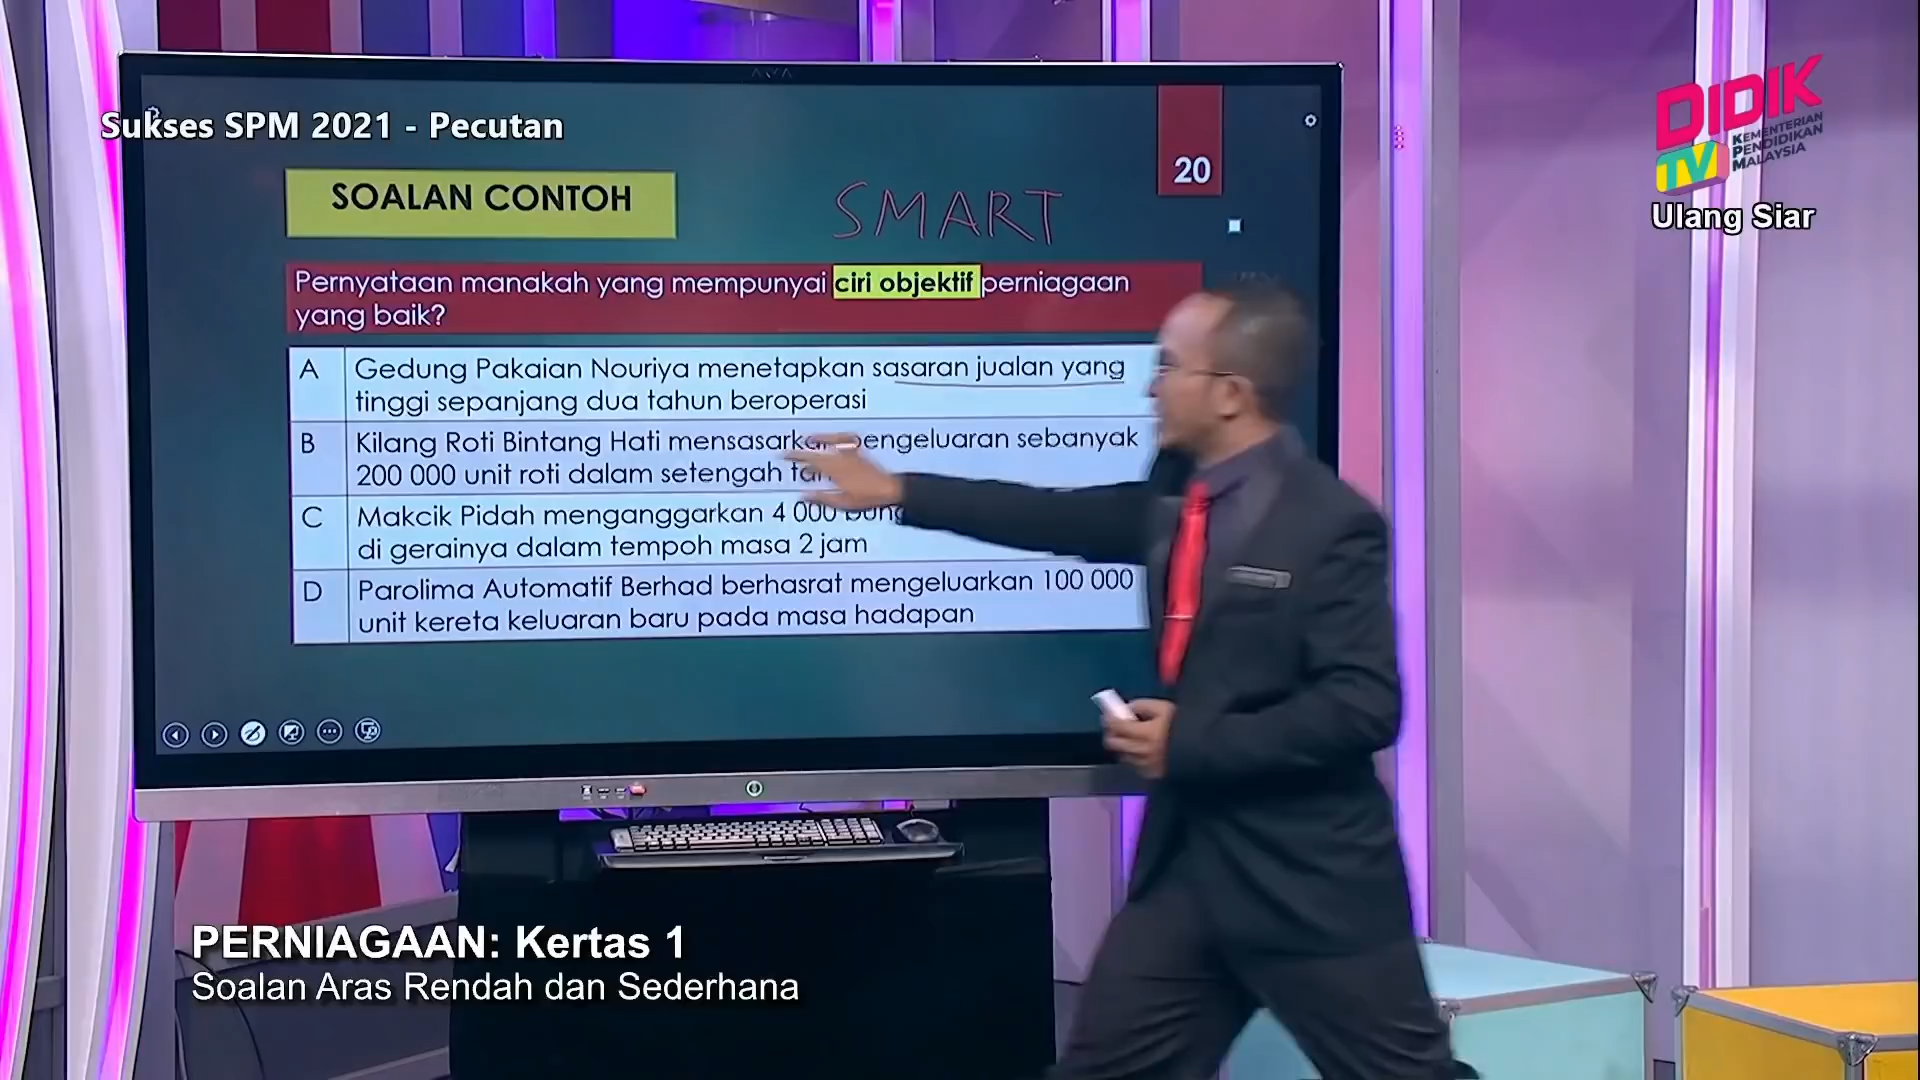 Sukses SPM 2021 - Pecutan
20
SOALAN CONTOH
SMART
Pernyataan manakah yang mempunyai ciri objektif perniagaan
yang baik?
A Gedung Pakaian Nouriya menetapkan sasaran jualan yang
tinggi sepanjang dua tahun beroperasi
B Kilang Roti Bintang Hati mensasarkan pengeluaran sebanyak
200 000 unit roti dalam setengah
C Makcik Pidah menganggarkan 4 000
di gerainya dalam tempoh masa 2 jam
D Parolima Automatif Berhad berhasrat mengeluarkan 100 000
unit kereta keluaran baru pada masa hadapan
DIDIK
TV
KEMENTERIAN
PENDIDIKAN
MALAYSIA
Ulang Siar
PERNIAGAAN: Kertas 1
Soalan Aras Rendah dan Sederhana